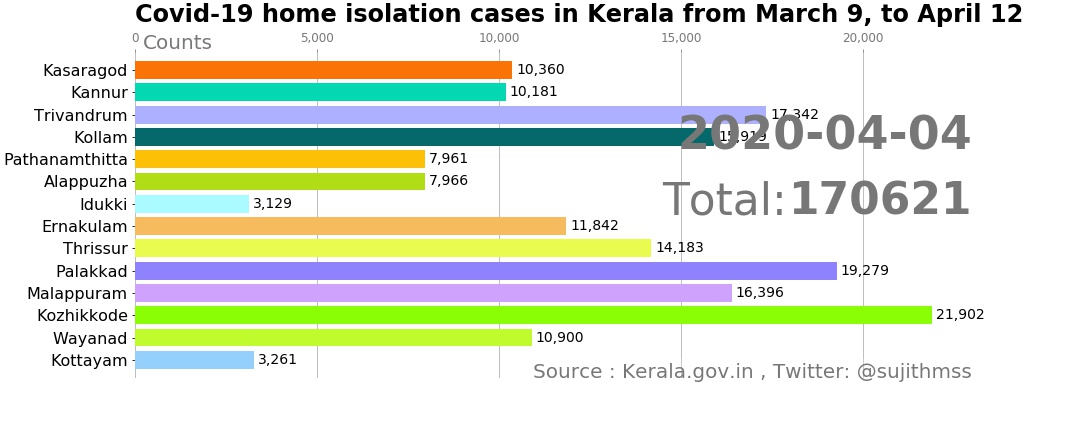 Covid-19 home isolation cases in Kerala from March 9, to April 12
0 5,000 10,000 15,000 20,000
Counts
Kasaragod 10,360
Kannur 10,181
Trivandrum 17,342
Kollam 15,919
2020-04-04
Pathanamthitta 7,961
Alappuzha 7,966
Total:170621
Idukki 3,129
Ernakulam 11,842
Thrissur 14,183
Palakkad 19,279
Malappuram 16,396
Kozhikkode 21,902
Wayanad 10,900
Kottayam 3,261
Source : Kerala.gov.in , Twitter: @sujithmss